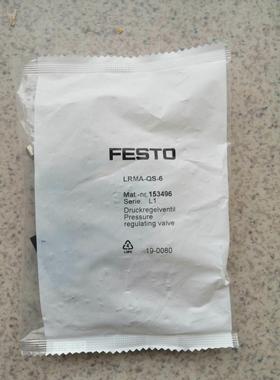 FESTO
LRMA-QS-6
Mat.-nr. 153496
Serie: L1
Druckregelventil
Pressure
regulating valve
19-0080